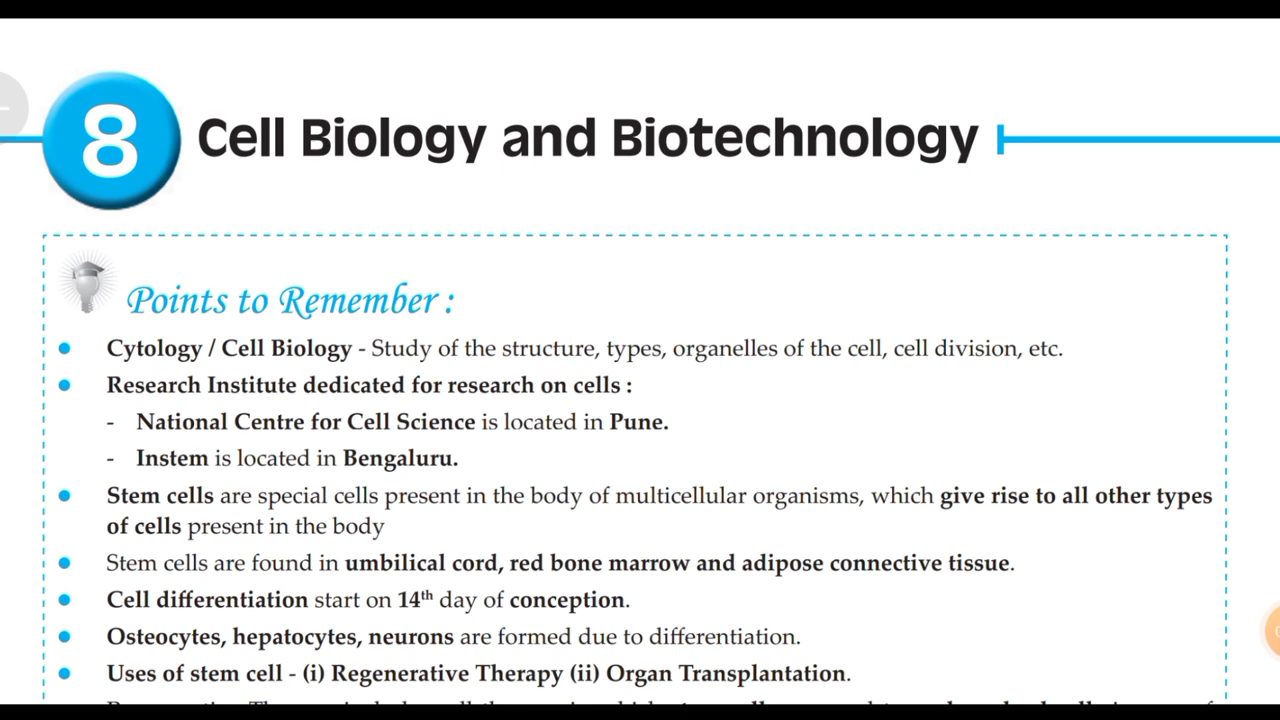 8 Cell Biology and Biotechnology
Points to Remember :
• Cytology / Cell Biology - Study of the structure, types, organelles of the cell, cell division, etc.
• Research Institute dedicated for research on cells :
- National Centre for Cell Science is located in Pune.
- Instem is located in Bengaluru.
• Stem cells are special cells present in the body of multicellular organisms, which give rise to all other types
of cells present in the body
• Stem cells are found in umbilical cord, red bone marrow and adipose connective tissue.
• Cell differentiation start on 14th day of conception.
• Osteocytes, hepatocytes, neurons are formed due to differentiation.
• Uses of stem cell - (i) Regenerative Therapy (ii) Organ Transplantation.